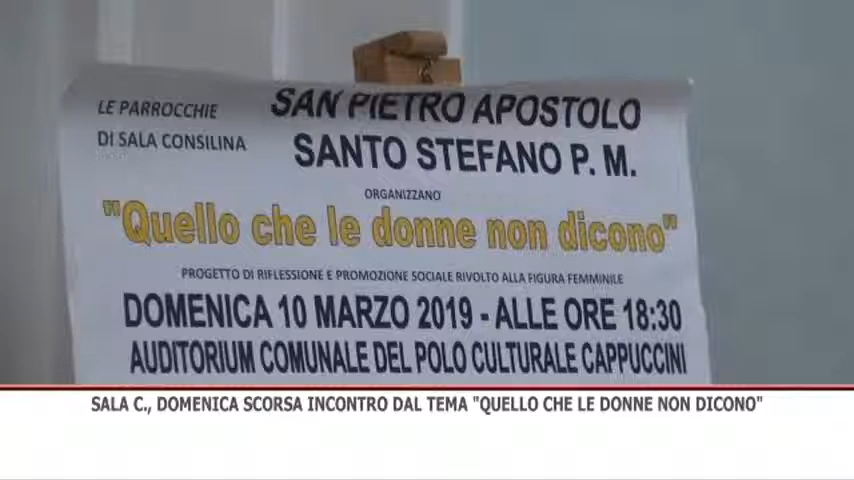 LE PARROCCHIE
DI SALA CONSILINA
SAN PIETRO APOSTOLO
SANTO STEFANO P. M.
ORGANIZZANO
"Quello che le donne non dicono"
PROGETTO DI RIFLESSIONE E PROMOZIONE SOCIALE RIVOLTO ALLA FIGURA FEMMINILE
DOMENICA 10 MARZO 2019 - ALLE ORE 18:30
AUDITORIUM COMUNALE DEL POLO CULTURALE CAPPUCCINI
SALA C., DOMENICA SCORSA INCONTRO DAL TEMA "QUELLO CHE LE DONNE NON DICONO"